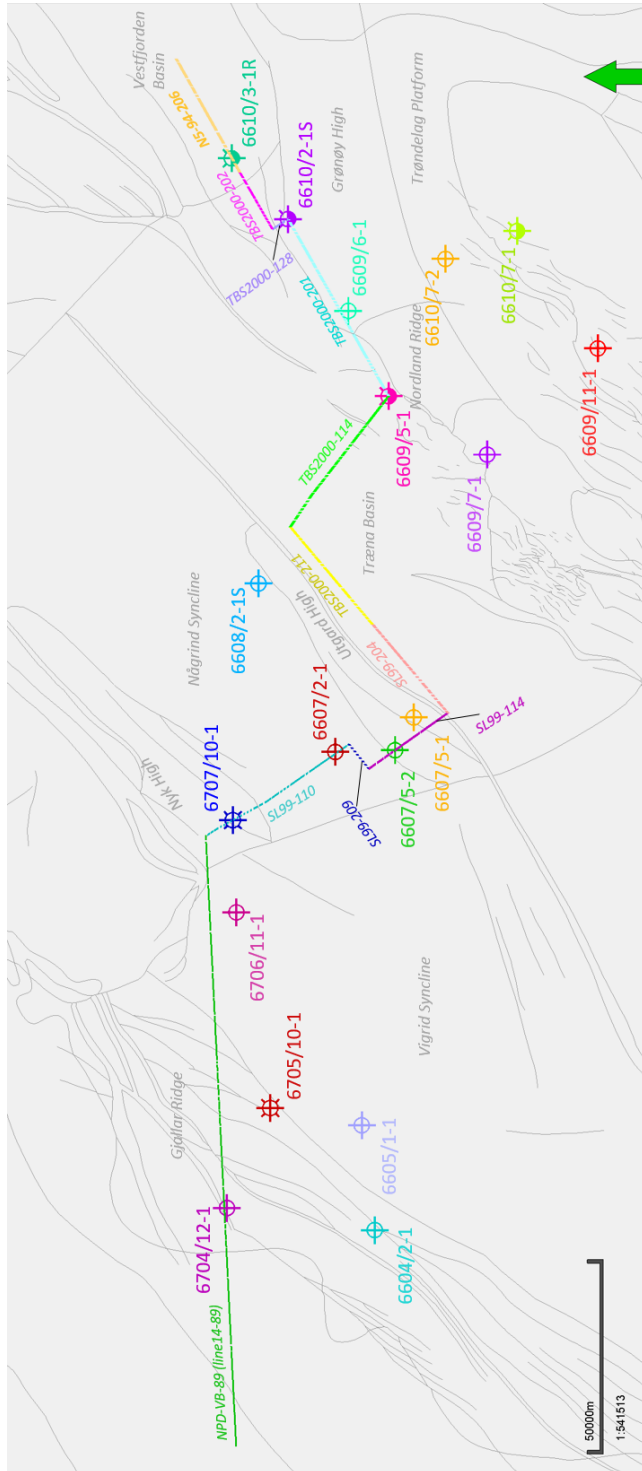 NPD-VB-89 (line14-89)
6704/12-1
Gjallar Ridge
6705/10-1
6604/2-1
6605/1-1
Vigrid Syncline
6706/11-1
6707/10-1
Nyk High
SL99-110
SL99-209
6607/2-1
6607/5-2
6607/5-1
SL99-114
SL99-204
Någrind Syncline
6608/2-1S
Utgard High
TBS2000-211
Træna Basin
TBS2000-114
6609/5-1
Nordland Ridge
6609/7-1
6609/11-1
6609/6-1
TBS2000-201
TBS2000-128
TBS2000-202
6610/2-1S
6610/3-1R
N5-94-206
Vestfjorden
Basin
Grønøy High
Trøndelag Platform
6610/7-2
6610/7-1
50000m
1:541513